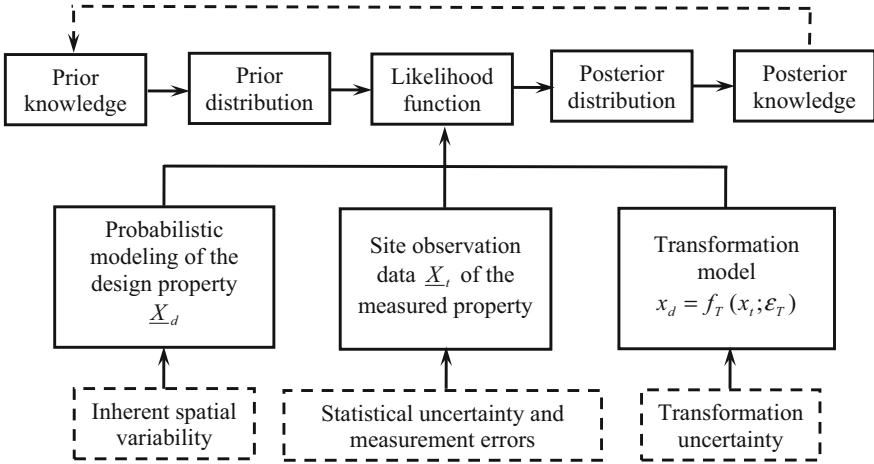 Prior
knowledge
Prior
distribution
Likelihood
function
Posterior
distribution
Posterior
knowledge
Probabilistic
modeling of the
design property
X_d
Site observation
data X_t of the
measured property
Transformation
model
x_d = f_T (x_t; ε_T)
Inherent spatial
variability
Statistical uncertainty and
measurement errors
Transformation
uncertainty